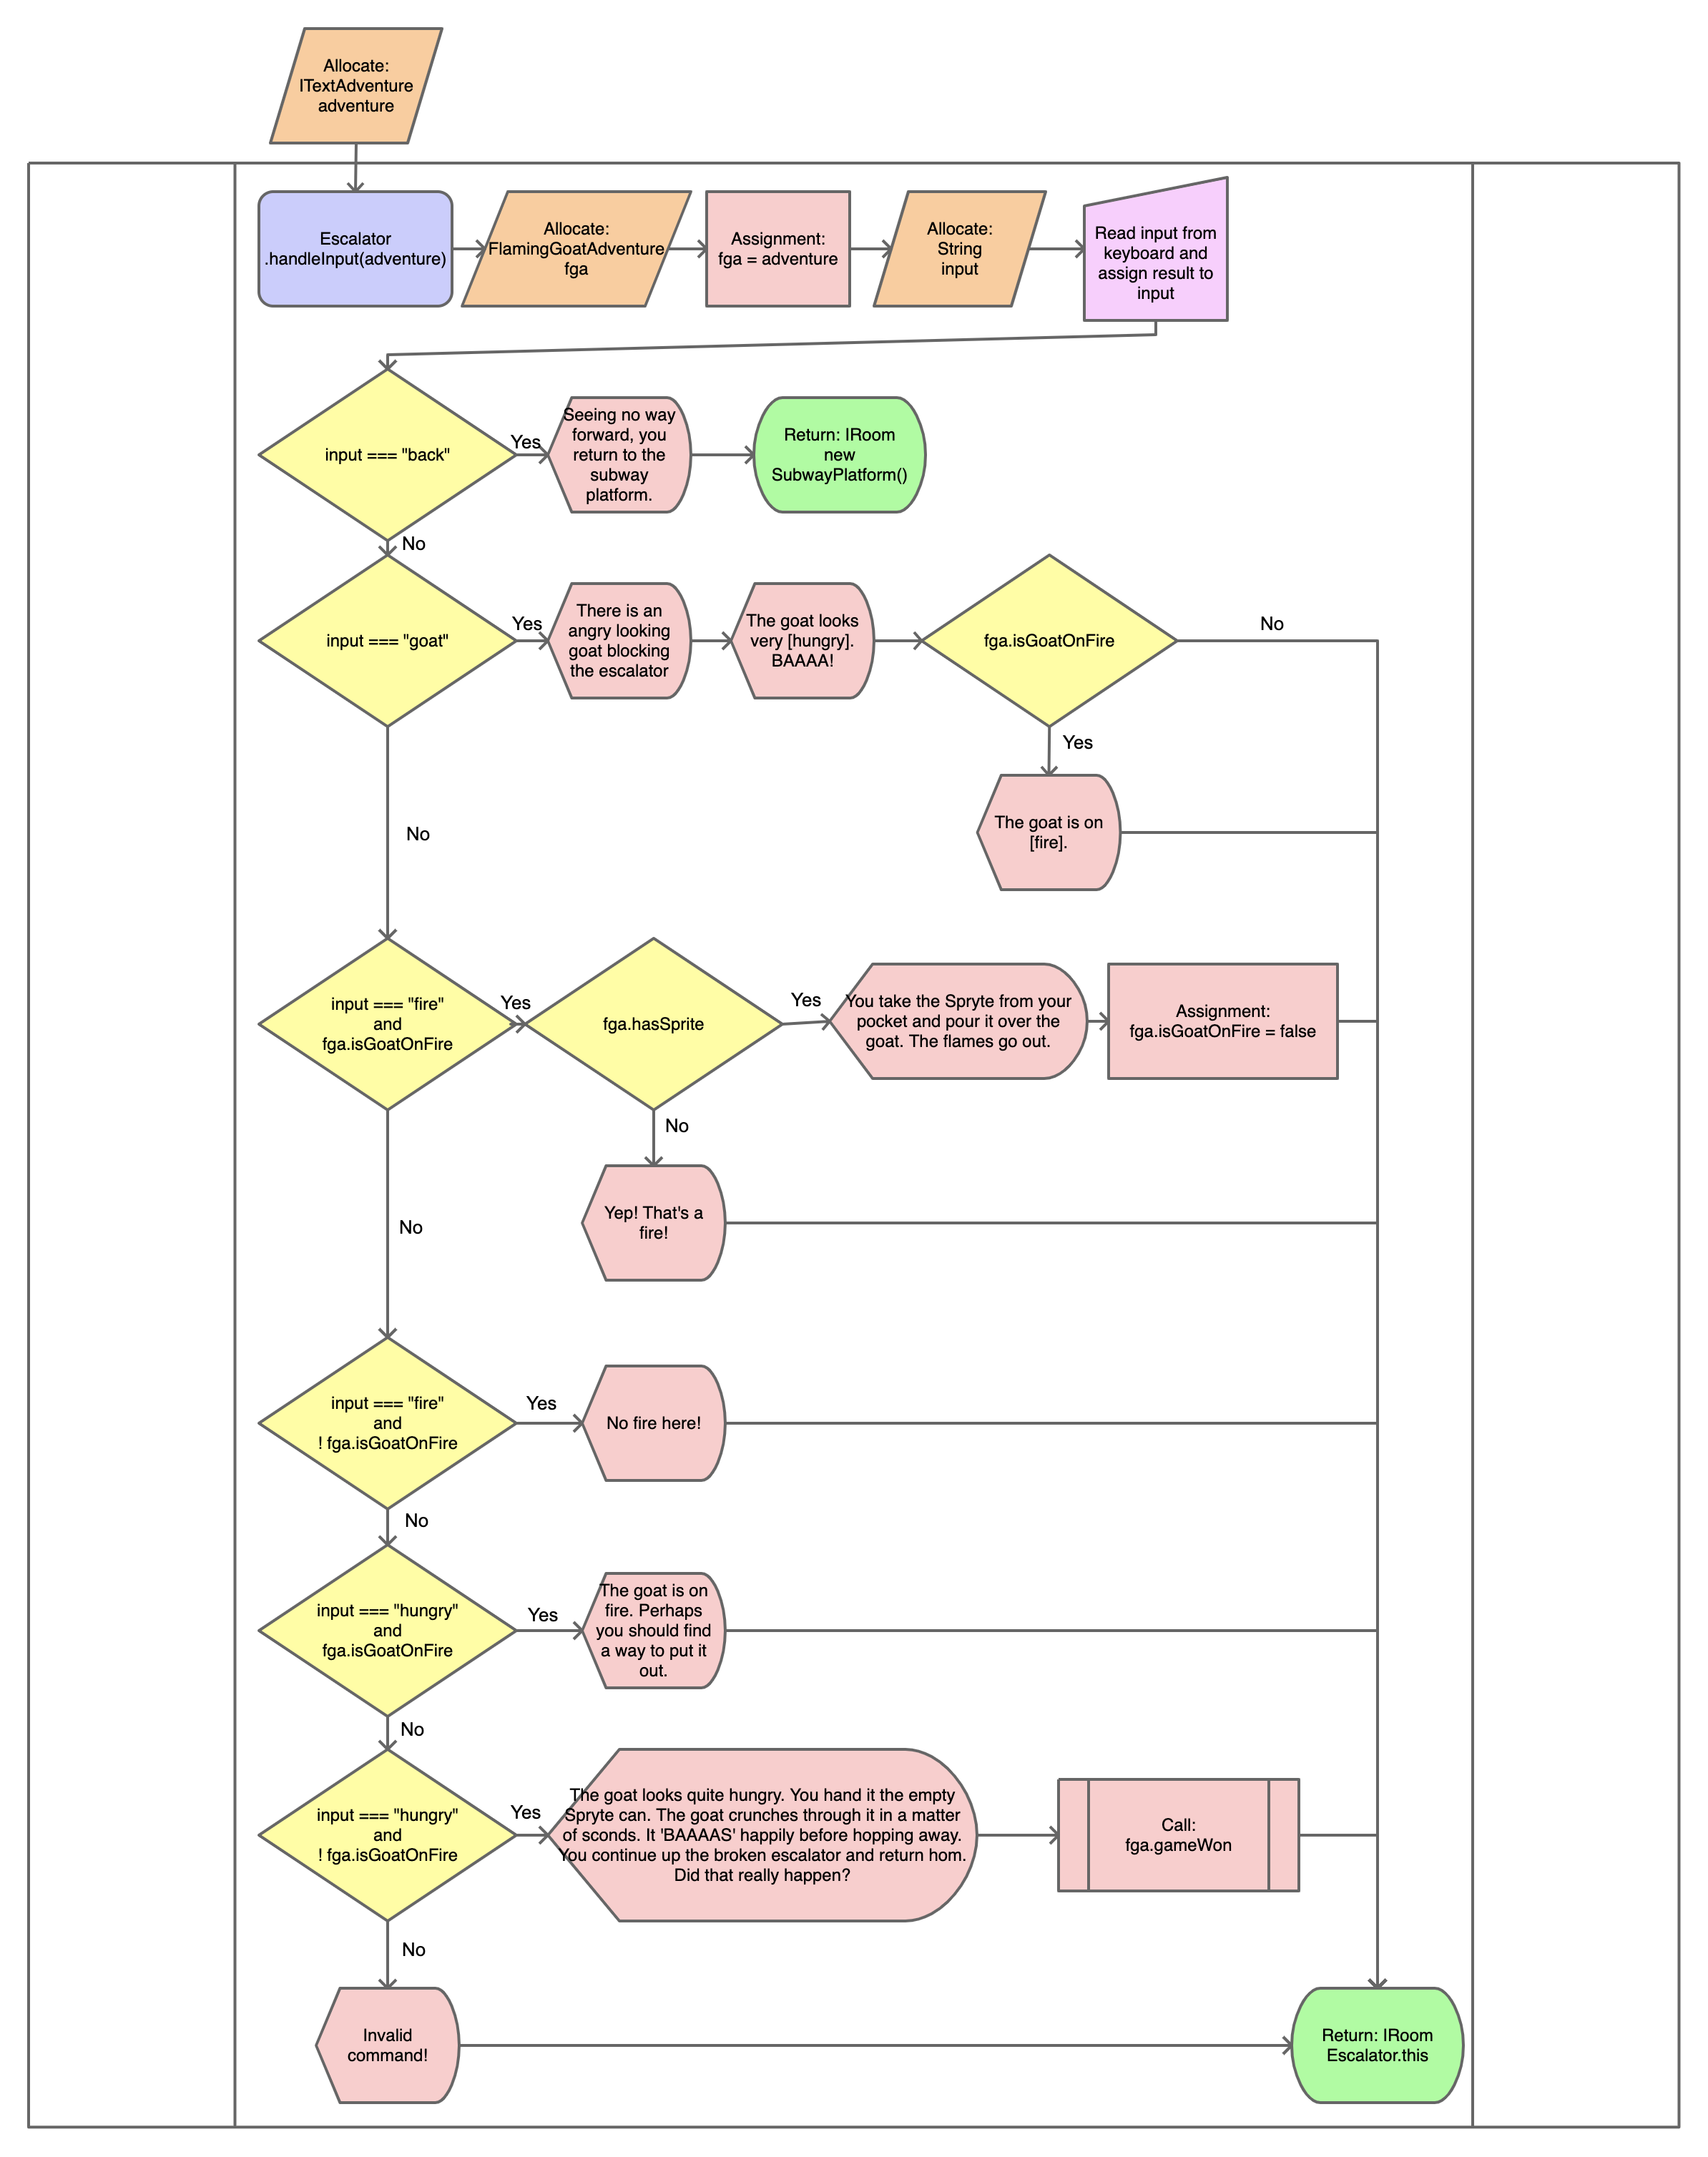 Allocate:
ITextAdventure
adventure
Escalator
.handleInput(adventure)
Allocate:
FlamingGoatAdventure
fga
Assignment:
fga = adventure
Allocate:
String
input
Read input from
keyboard and
assign result to
input
input === "back"
Yes
Seeing no way
forward, you
return to the
subway
platform.
Return: IRoom
new
SubwayPlatform()
No
input === "goat"
Yes
There is an
angry looking
goat blocking
the escalator
The goat looks
very [hungry].
BAAAA!
fga.isGoatOnFire
No
Yes
The goat is on
[fire].
No
input === "fire"
and
fga.isGoatOnFire
Yes
fga.hasSprite
Yes
You take the Spryte from your
pocket and pour it over the
goat. The flames go out.
Assignment:
fga.isGoatOnFire = false
No
Yep! That's a
fire!
No
input === "fire"
and
! fga.isGoatOnFire
Yes
No fire here!
No
input === "hungry"
and
fga.isGoatOnFire
Yes
The goat is on
fire. Perhaps
you should find
a way to put it
out.
No
input === "hungry"
and
! fga.isGoatOnFire
Yes
The goat looks quite hungry. You hand it the empty
Spryte can. The goat crunches through it in a matter
of sconds. It 'BAAAAS' happily before hopping away.
You continue up the broken escalator and return hom.
Did that really happen?
Call:
fga.gameWon
No
Invalid
command!
Return: IRoom
Escalator.this